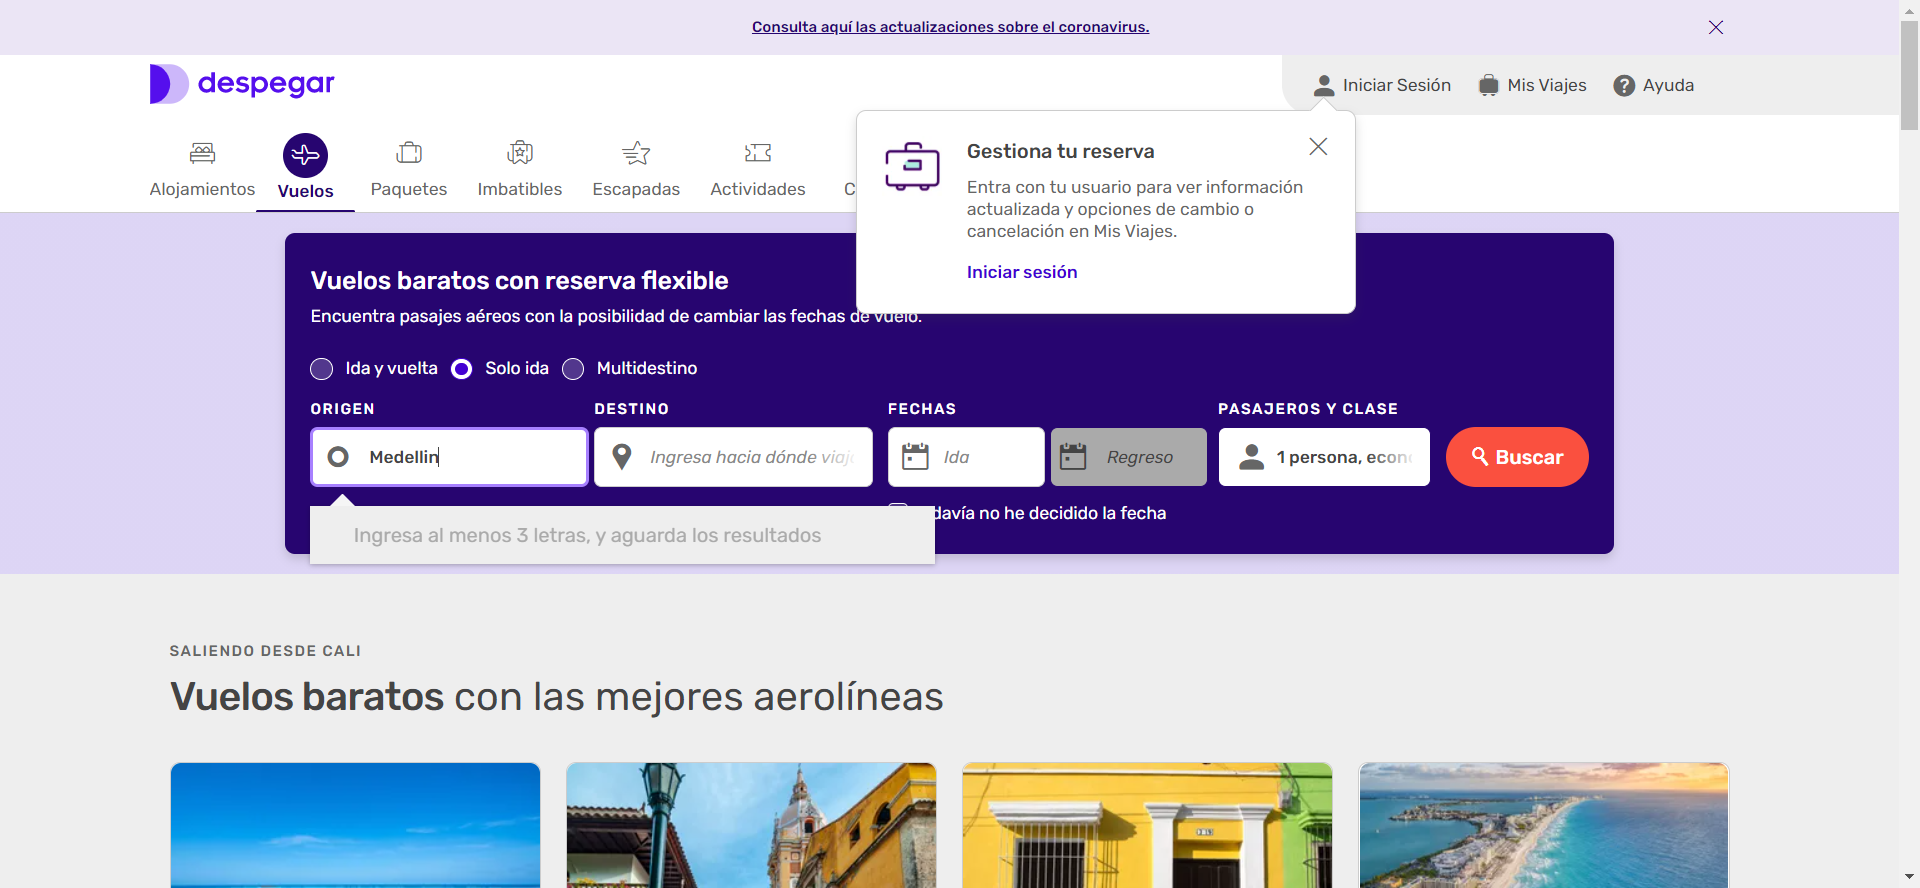 Consulta aquí las actualizaciones sobre el coronavirus.
despegar
Iniciar Sesión
Mis Viajes
Ayuda
Alojamientos
Vuelos
Paquetes
Imbatibles
Escapadas
Actividades
C
Gestiona tu reserva
Entra con tu usuario para ver información
actualizada y opciones de cambio o
cancelación en Mis Viajes.
Iniciar sesión
Vuelos baratos con reserva flexible
Encuentra pasajes aéreos con la posibilidad de cambiar las fechas de vuelo.
Ida y vuelta
Solo ida
Multidestino
ORIGEN
DESTINO
FECHAS
PASAJEROS Y CLASE
Medellin
Ingresa hacia dónde viaj
Ida
Regreso
1 persona, econ
Buscar
davía no he decidido la fecha
Ingresa al menos 3 letras, y aguarda los resultados
SALIENDO DESDE CALI
Vuelos baratos con las mejores aerolíneas